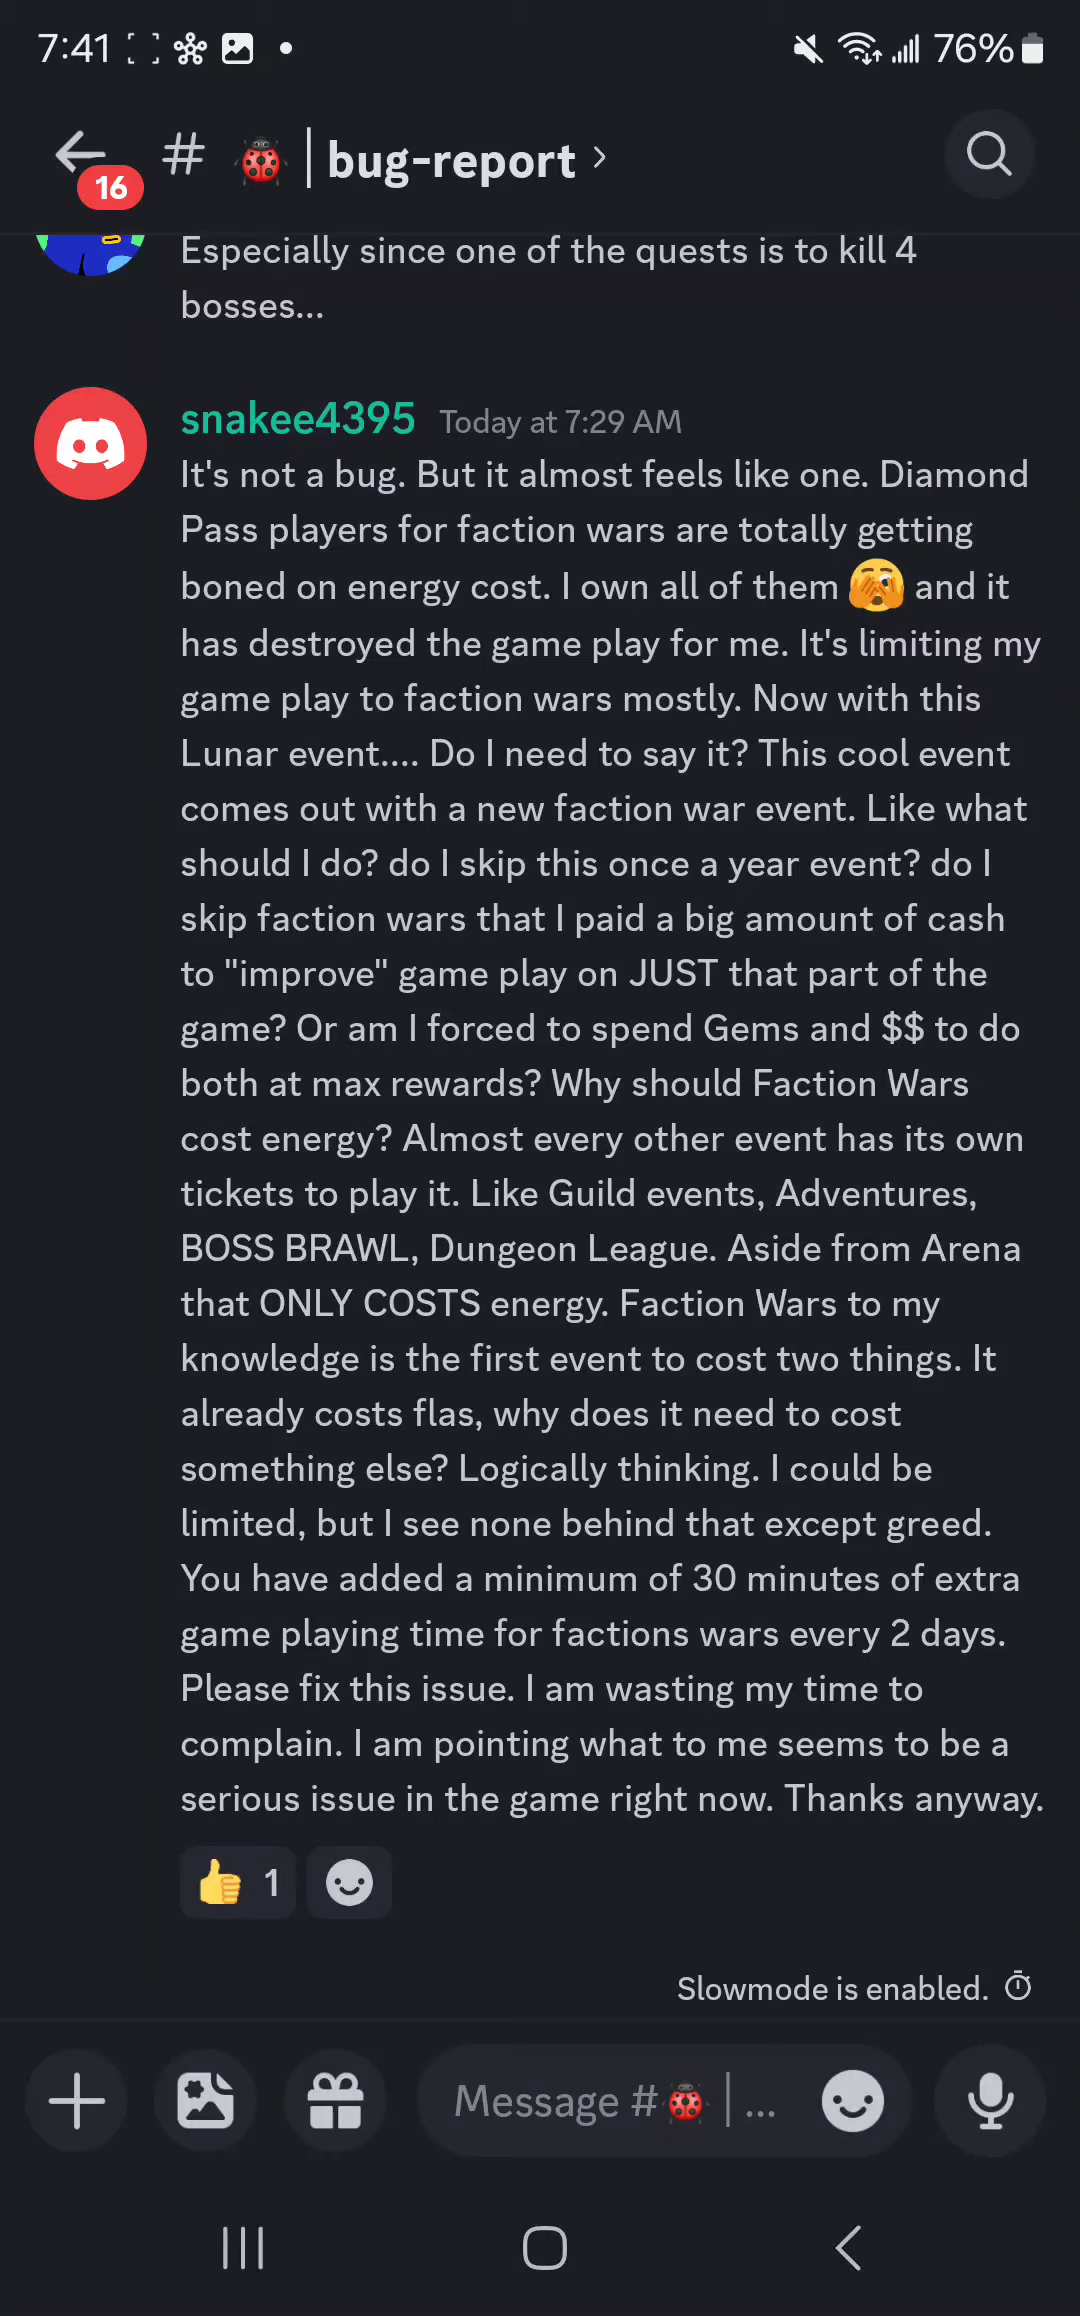 7:41
76%
16
# | bug-report ›
Especially since one of the quests is to kill 4
bosses...
snakee4395 Today at 7:29 AM
It's not a bug. But it almost feels like one. Diamond
Pass players for faction wars are totally getting
boned on energy cost. I own all of them 🫣 and it
has destroyed the game play for me. It's limiting my
game play to faction wars mostly. Now with this
Lunar event.... Do I need to say it? This cool event
comes out with a new faction war event. Like what
should I do? do I skip this once a year event? do I
skip faction wars that I paid a big amount of cash
to "improve" game play on JUST that part of the
game? Or am I forced to spend Gems and $$ to do
both at max rewards? Why should Faction Wars
cost energy? Almost every other event has its own
tickets to play it. Like Guild events, Adventures,
BOSS BRAWL, Dungeon League. Aside from Arena
that ONLY COSTS energy. Faction Wars to my
knowledge is the first event to cost two things. It
already costs flas, why does it need to cost
something else? Logically thinking. I could be
limited, but I see none behind that except greed.
You have added a minimum of 30 minutes of extra
game playing time for factions wars every 2 days.
Please fix this issue. I am wasting my time to
complain. I am pointing what to me seems to be a
serious issue in the game right now. Thanks anyway.
👍 1
Slowmode is enabled.
Message #🐞 | ...